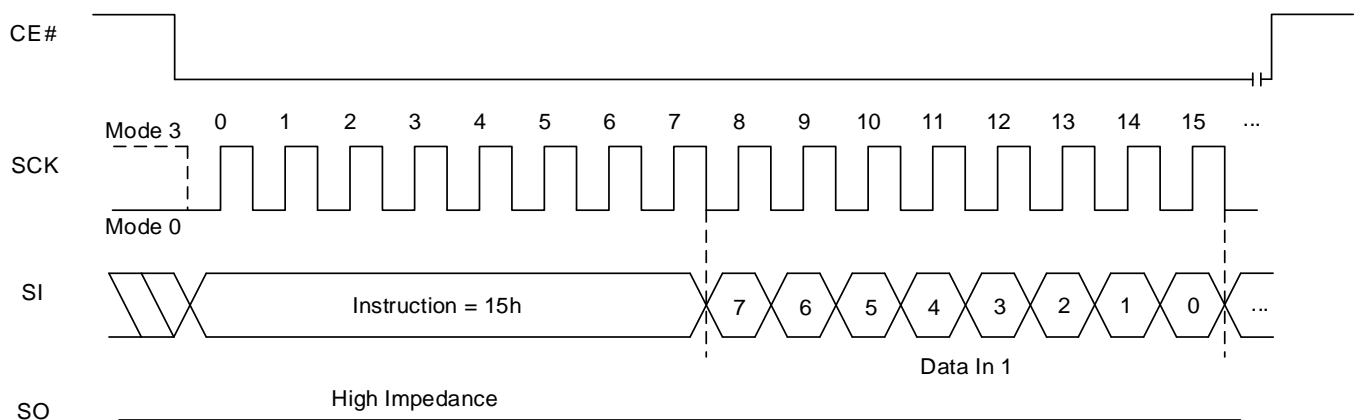 CE#
Mode 3 0 1 2 3 4 5 6 7 8 9 10 11 12 13 14 15 ...
SCK
Mode 0
SI Instruction = 15h 7 6 5 4 3 2 1 0 ...
Data In 1
High Impedance
SO